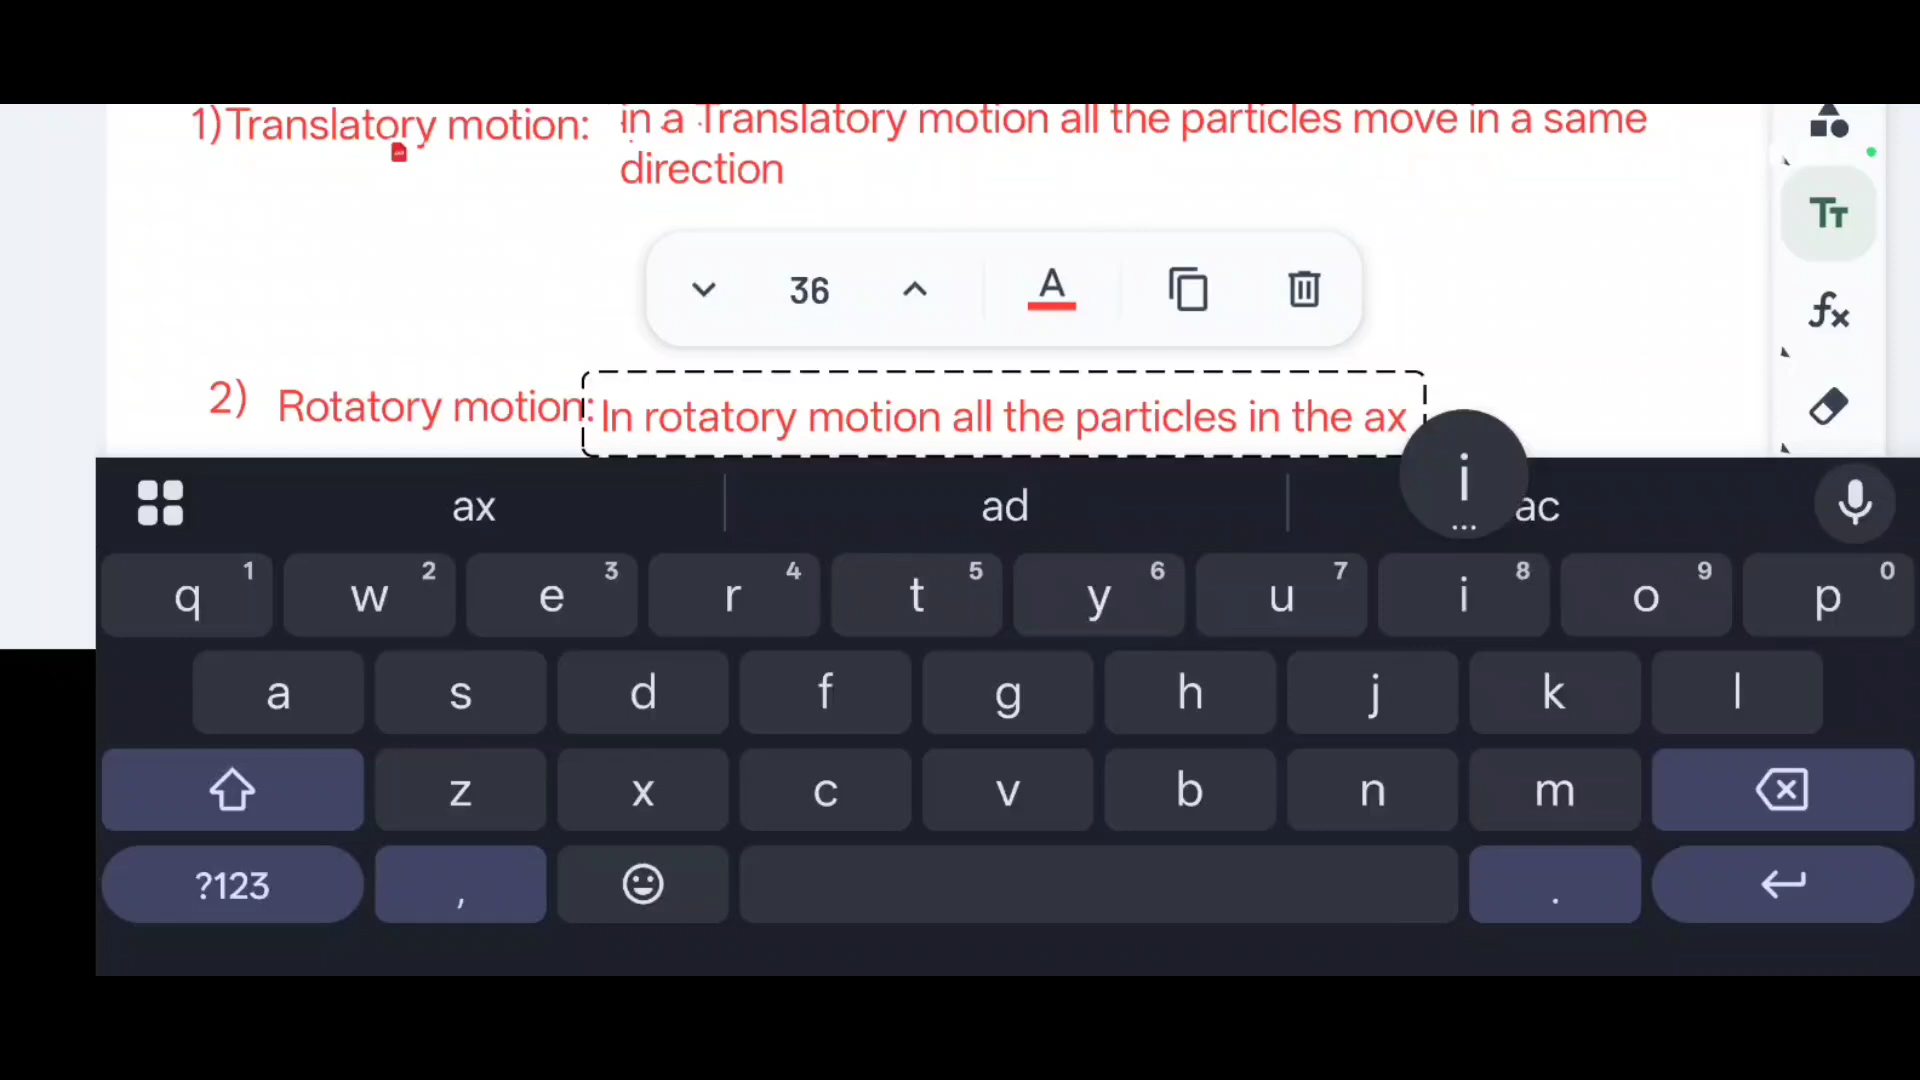 1)Translatory motion: in a Translatory motion all the particles move in a same
direction
36
A
Tт
fx
2) Rotatory motion: In rotatory motion all the particles in the ax
i
...
ax ad ac
q 1 w 2 e 3 r 4 t 5 y 6 u 7 i 8 o 9 p 0
a s d f g h j k l
z x c v b n m
?123 , .